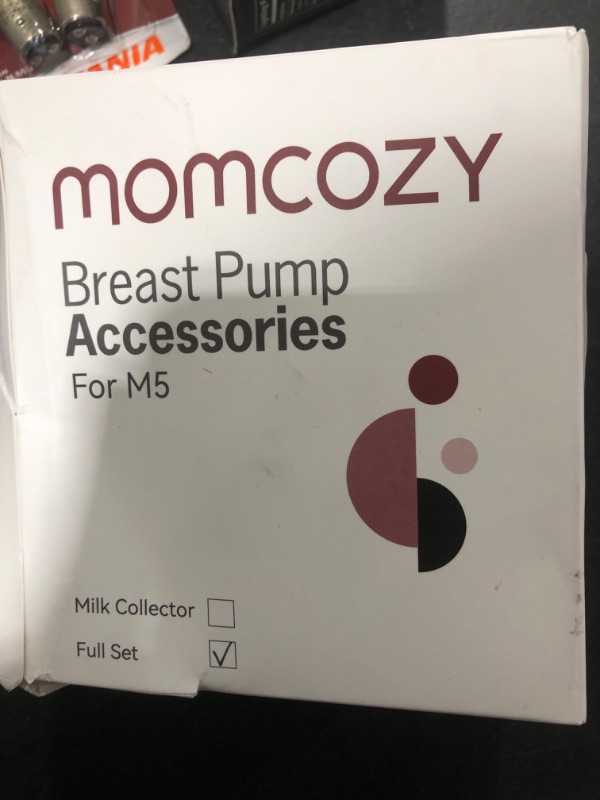 momcozy
Breast Pump
Accessories
For M5
Milk Collector
Full Set